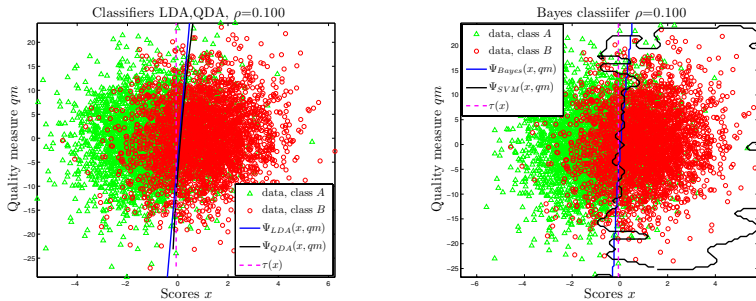 Classifiers LDA,QDA, ρ=0.100
Quality measure qm
20
15
10
5
0
-5
-10
-15
-20
-25
data, class A
data, class B
Ψ_LDA(x, qm)
Ψ_QDA(x, qm)
τ(x)
-4 -2 0 2 4 6
Scores x
Bayes classiifer ρ=0.100
Quality measure qm
20
15
10
5
0
-5
-10
-15
-20
-25
data, class A
data, class B
Ψ_Bayes(x, qm)
Ψ_SVM(x, qm)
τ(x)
-6 -4 -2 0 2 4
Scores x